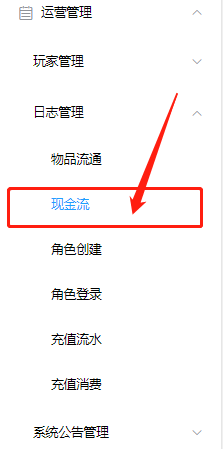 运营管理
玩家管理
日志管理
物品流通
现金流
角色创建
角色登录
充值流水
充值消费
系统公告管理